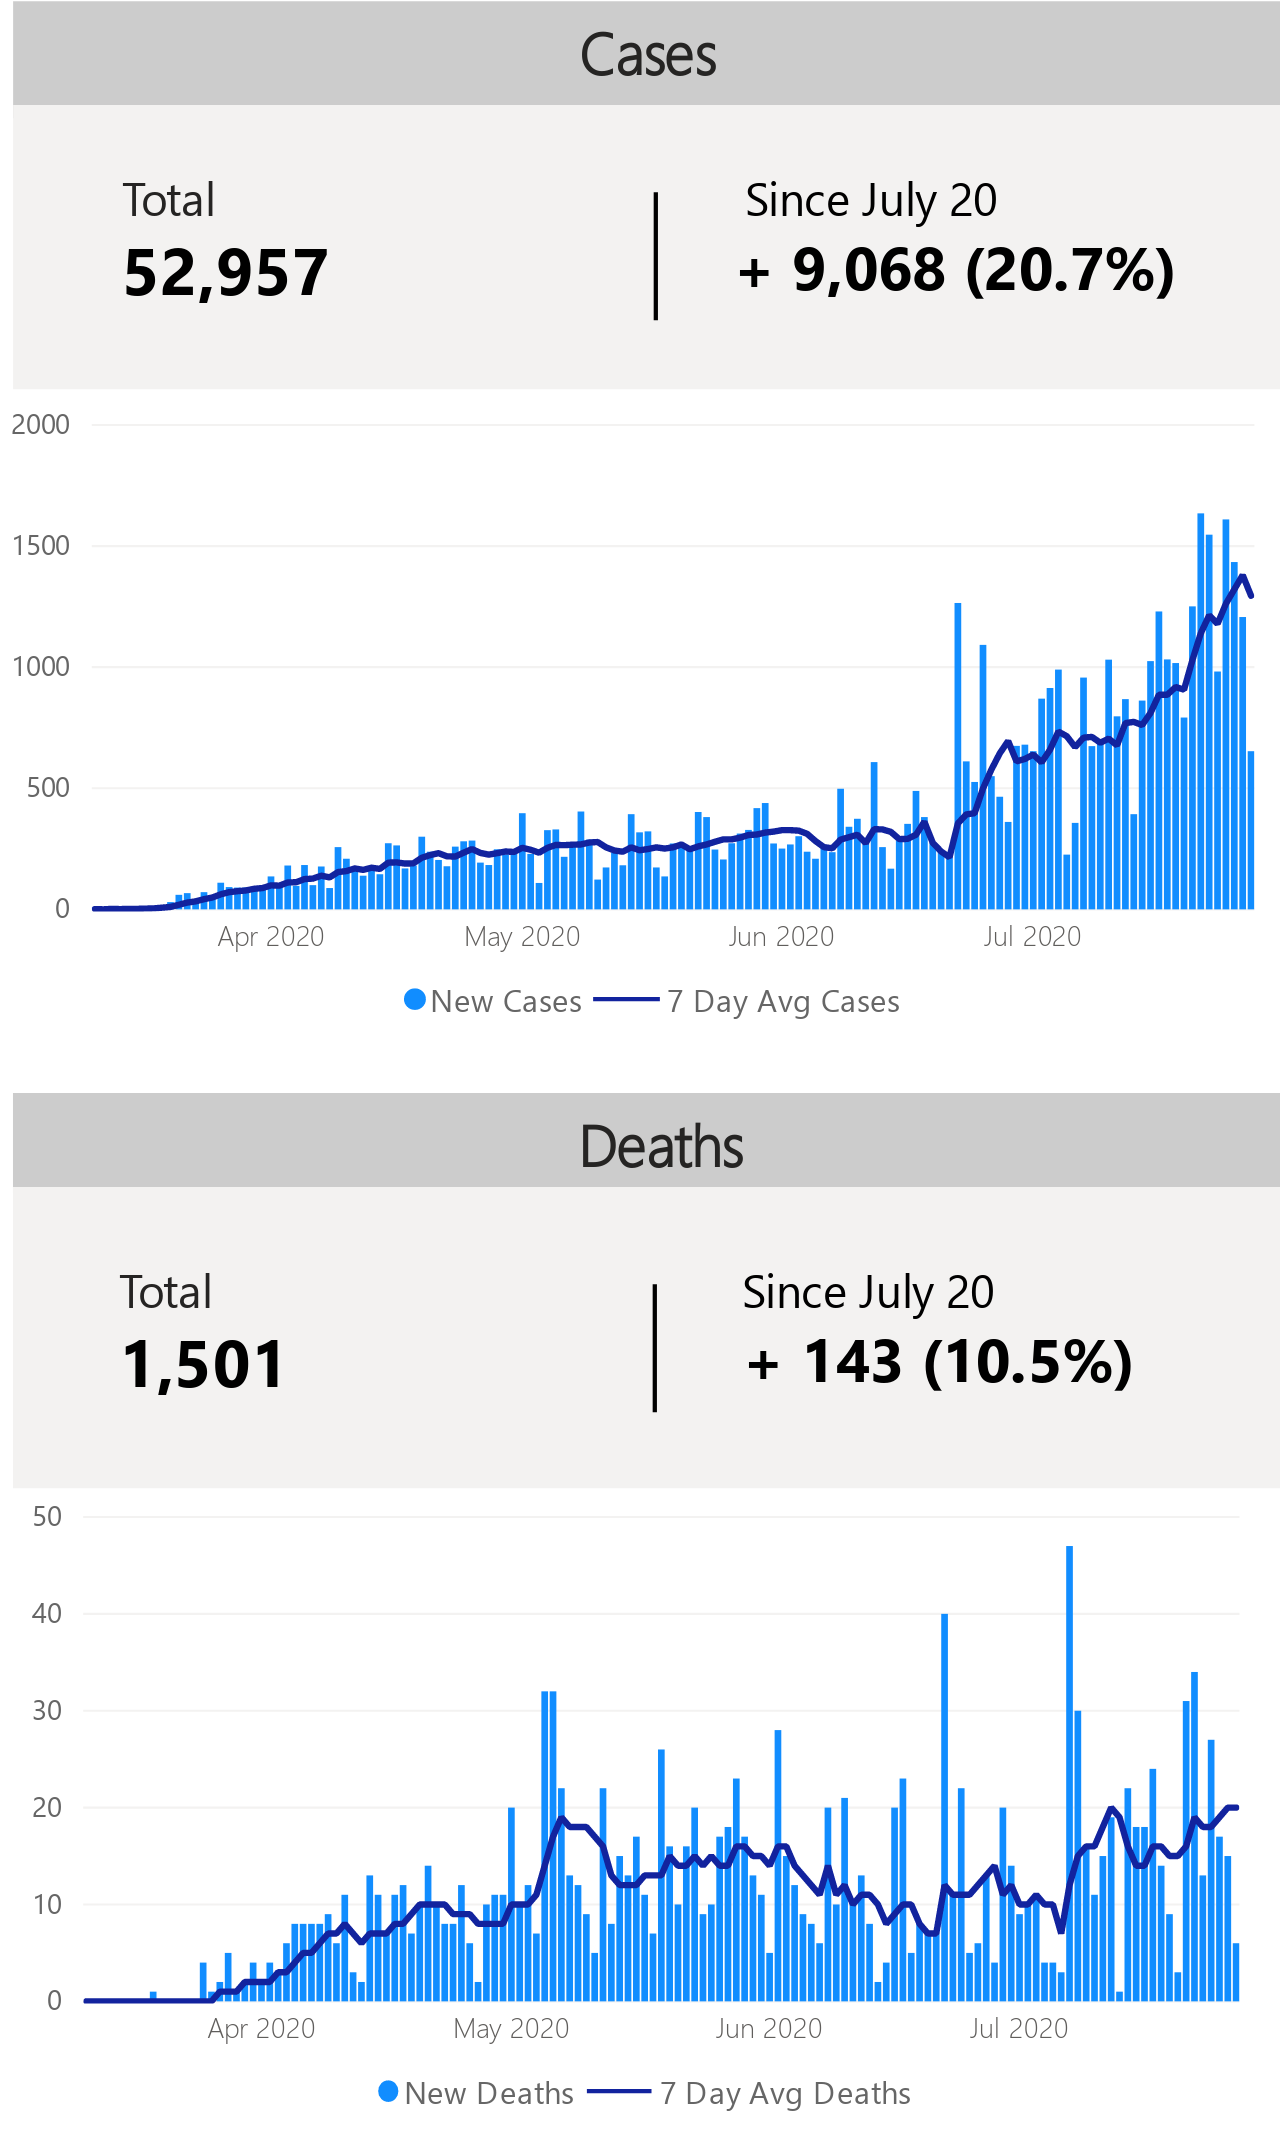 Cases
Total
Since July 20
52,957
+ 9,068 (20.7%)
2000
1500
1000
500
0
Apr 2020
May 2020
Jun 2020
Jul 2020
New Cases
7 Day Avg Cases
Deaths
Total
Since July 20
1,501
+ 143 (10.5%)
50
40
30
20
10
0
Apr 2020
May 2020
Jun 2020
Jul 2020
New Deaths
7 Day Avg Deaths